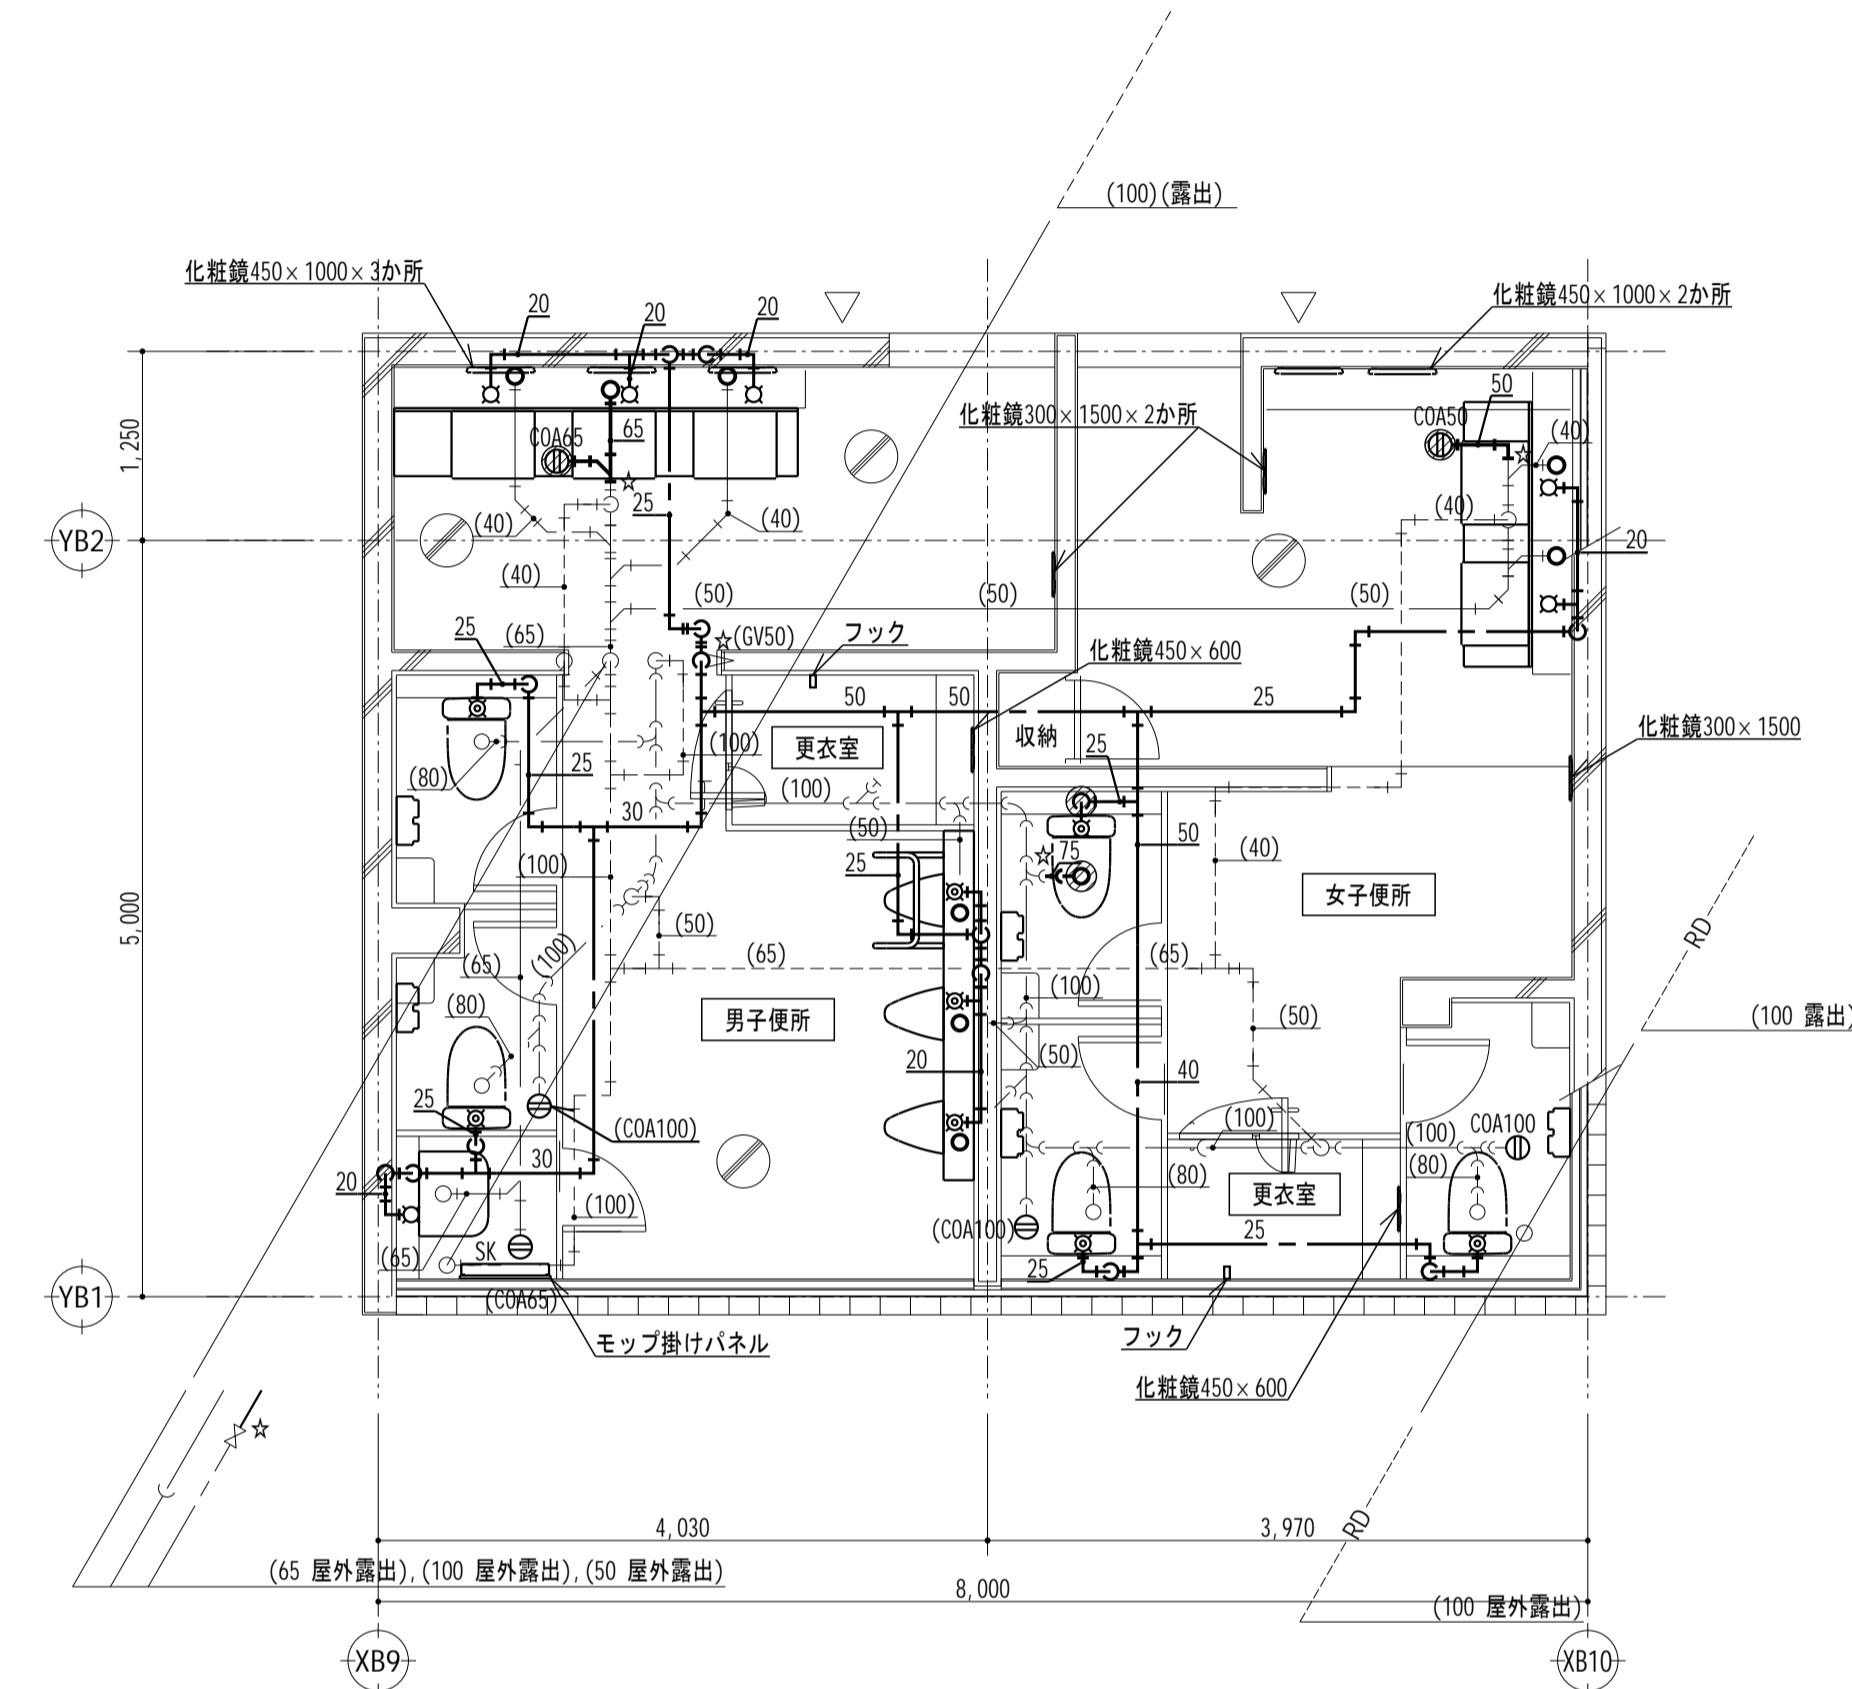 (100)(露出)
化粧鏡450×1000×3か所
20
20
20
化粧鏡450×1000×2か所
50
COA50
(40)
化粧鏡300×1500×2か所
COA65
65
☆
☆
25
(40)
(40)
(40)
1,250
YB2
20
(40)
(50)
(50)
(50)
25
(65)
☆(GV50)
フック
化粧鏡450×600
50
50
25
収納
化粧鏡300×1500
(100)
更衣室
25
25
(80)
(100)
30
(50)
50
(40)
☆
75
(100)
25
女子便所
5,000
(50)
(100)
RD
(65)
(65)
(65)
(80)
(100)
男子便所
(50)
(100 露出)
20
(50)
40
25
(COA100)
(100)
(100)
COA100
30
(80)
(80)
20
更衣室
(100)
(COA100)
25
SK
(65)
25
YB1
(COA65)
モップ掛けパネル
フック
化粧鏡450×600
☆
4,030
3,970
RD
(65 屋外露出),(100 屋外露出),(50 屋外露出)
8,000
(100 屋外露出)
XB9
XB10